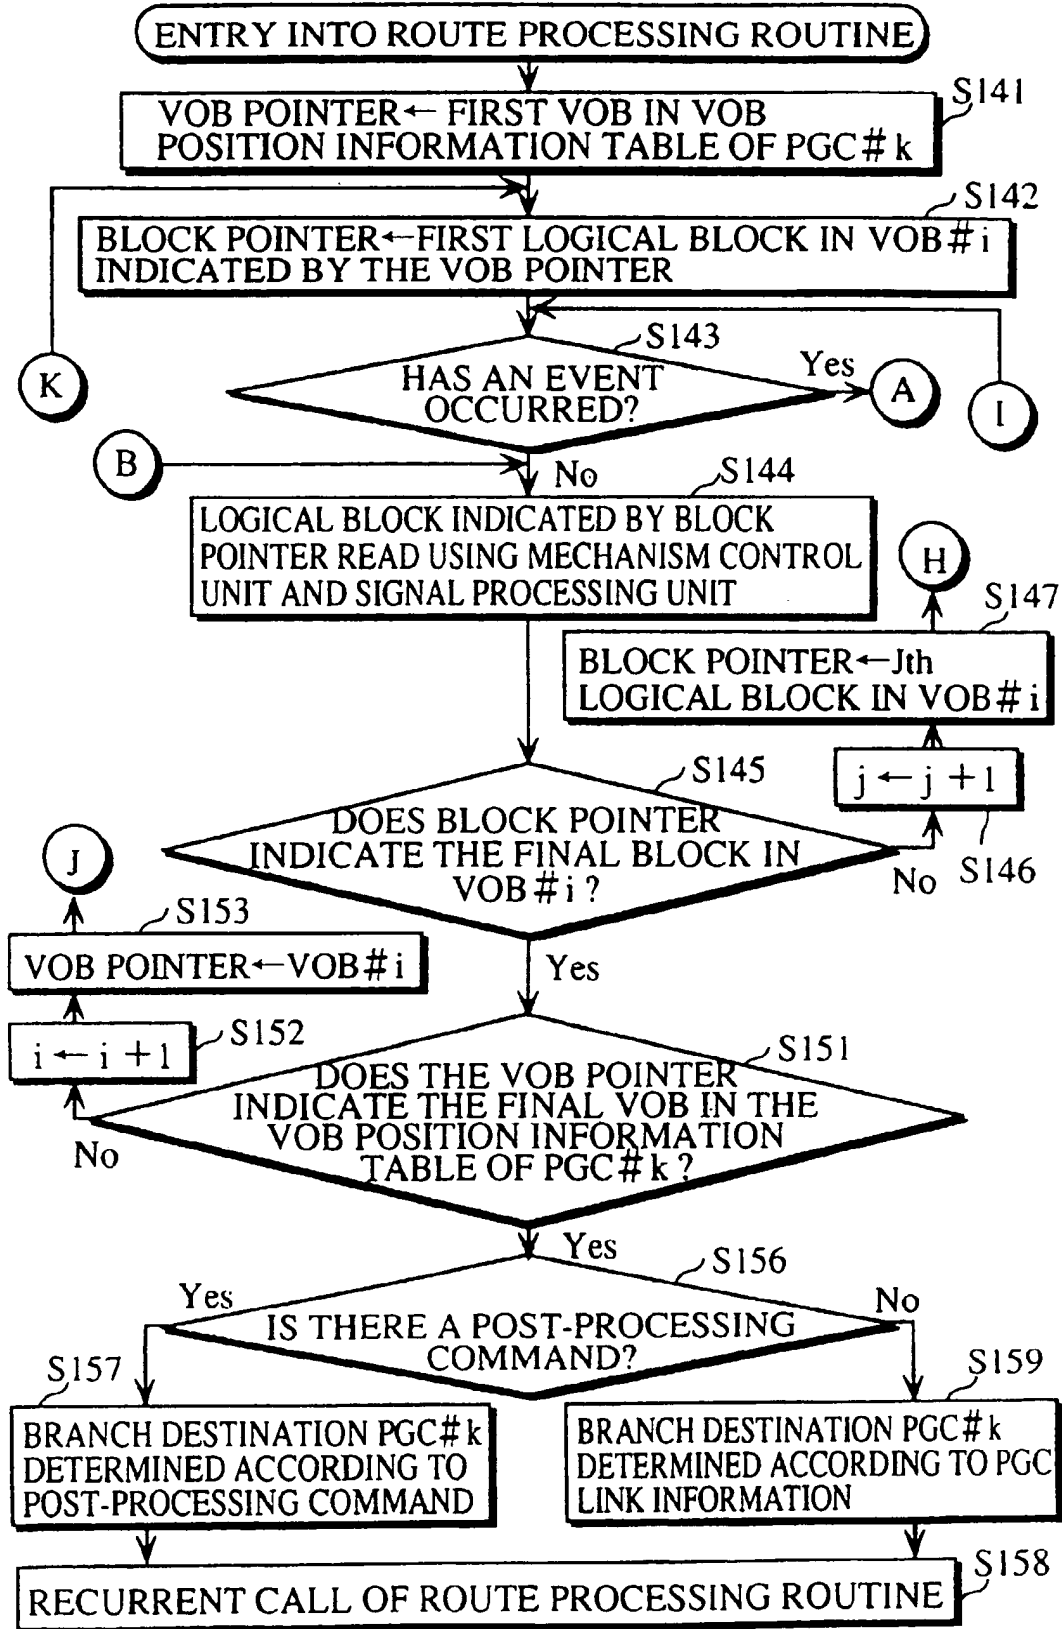 ENTRY INTO ROUTE PROCESSING ROUTINE
S141
VOB POINTER←FIRST VOB IN VOB
POSITION INFORMATION TABLE OF PGC#k
S142
BLOCK POINTER←FIRST LOGICAL BLOCK IN VOB#i
INDICATED BY THE VOB POINTER
S143
HAS AN EVENT
OCCURRED?
Yes
A
K
I
B
No
S144
LOGICAL BLOCK INDICATED BY BLOCK
POINTER READ USING MECHANISM CONTROL
UNIT AND SIGNAL PROCESSING UNIT
H
S147
BLOCK POINTER←Jth
LOGICAL BLOCK IN VOB#i
j←j+1
S146
S145
DOES BLOCK POINTER
INDICATE THE FINAL BLOCK IN
VOB#i?
No
Yes
J
S153
VOB POINTER←VOB#i
i←i+1
S152
S151
DOES THE VOB POINTER
INDICATE THE FINAL VOB IN THE
VOB POSITION INFORMATION
TABLE OF PGC#k?
No
Yes
S156
IS THERE A POST-PROCESSING
COMMAND?
Yes
No
S157
BRANCH DESTINATION PGC#k
DETERMINED ACCORDING TO
POST-PROCESSING COMMAND
S159
BRANCH DESTINATION PGC#k
DETERMINED ACCORDING TO PGC
LINK INFORMATION
S158
RECURRENT CALL OF ROUTE PROCESSING ROUTINE